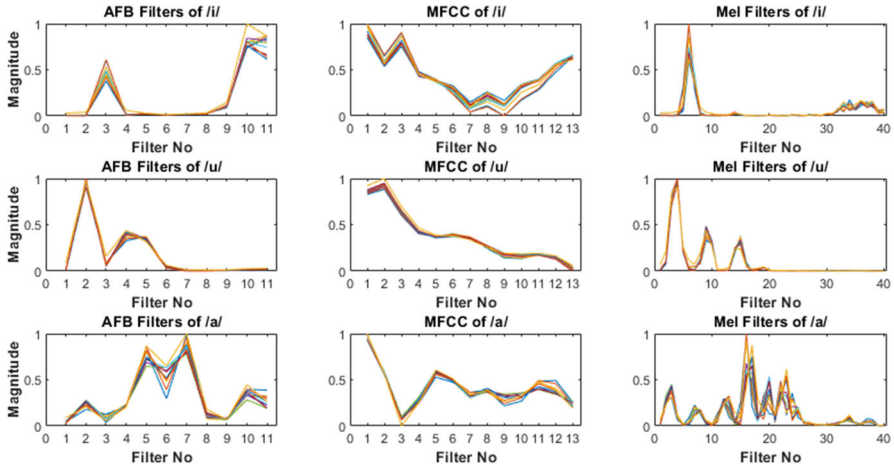 AFB Filters of /i/
MFCC of /i/
Mel Filters of /i/
Magnitude
1
0.5
0
1 2 3 4 5 6 7 8 9 10 11
Filter No
1
0.5
0
1 2 3 4 5 6 7 8 9 10 11 12 13
Filter No
1
0.5
0
0 10 20 30 40
Filter No
AFB Filters of /u/
MFCC of /u/
Mel Filters of /u/
Magnitude
1
0.5
0
1 2 3 4 5 6 7 8 9 10 11
Filter No
1
0.5
0
1 2 3 4 5 6 7 8 9 10 11 12 13
Filter No
1
0.5
0
0 10 20 30 40
Filter No
AFB Filters of /a/
MFCC of /a/
Mel Filters of /a/
Magnitude
1
0.5
0
1 2 3 4 5 6 7 8 9 10 11
Filter No
1
0.5
0
1 2 3 4 5 6 7 8 9 10 11 12 13
Filter No
1
0.5
0
0 10 20 30 40
Filter No